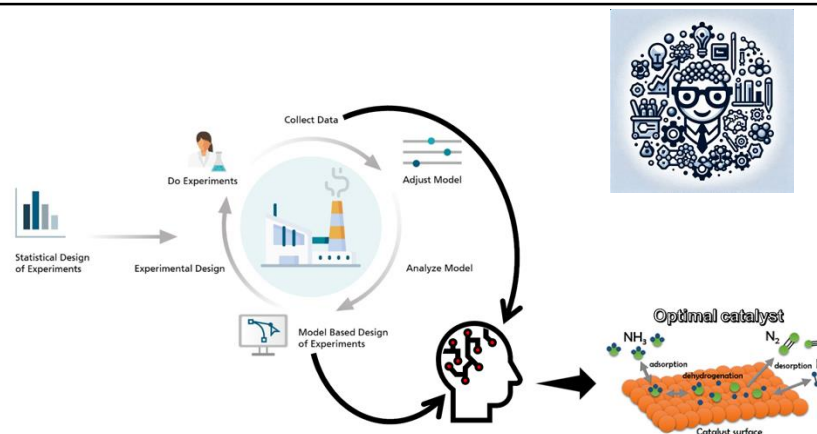 Collect Data
Do Experiments
Adjust Model
Statistical Design
of Experiments
Experimental Design
Analyze Model
Model Based Design
of Experiments
Optimal catalyst
NH3
N2
adsorption
dehydrogenation
desorption
Catalyst surface